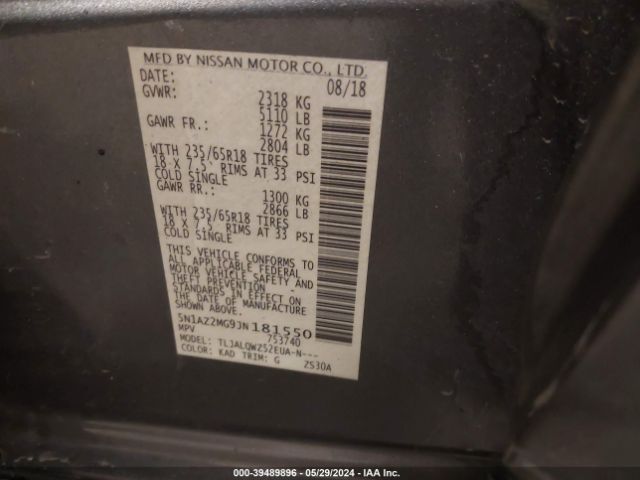 MFD BY NISSAN MOTOR CO., LTD.
DATE: 08/18
GVWR: 2318 KG
5110 LB
GAWR FR.: 1272 KG
2804 LB
WITH 235/65R18 TIRES
18 X 7.5' RIMS AT 33 PSI
COLD SINGLE
GAWR RR.: 1300 KG
2866 LB
WITH 235/65R18 TIRES
18 X 7.5' RIMS AT 33 PSI
COLD SINGLE
THIS VEHICLE CONFORMS TO
ALL APPLICABLE FEDERAL
MOTOR VEHICLE SAFETY AND
THEFT PREVENTION
STANDARDS IN EFFECT ON
THE DATE OF MANUFACTURE
SHOWN ABOVE.
5N1AZ2MG9JN181550
MPV 753740
MODEL: TLJALQWZ52EUA-N---
COLOR: KAD TRIM: G ZS30A
000-39489896 - 05/29/2024 - IAA Inc.